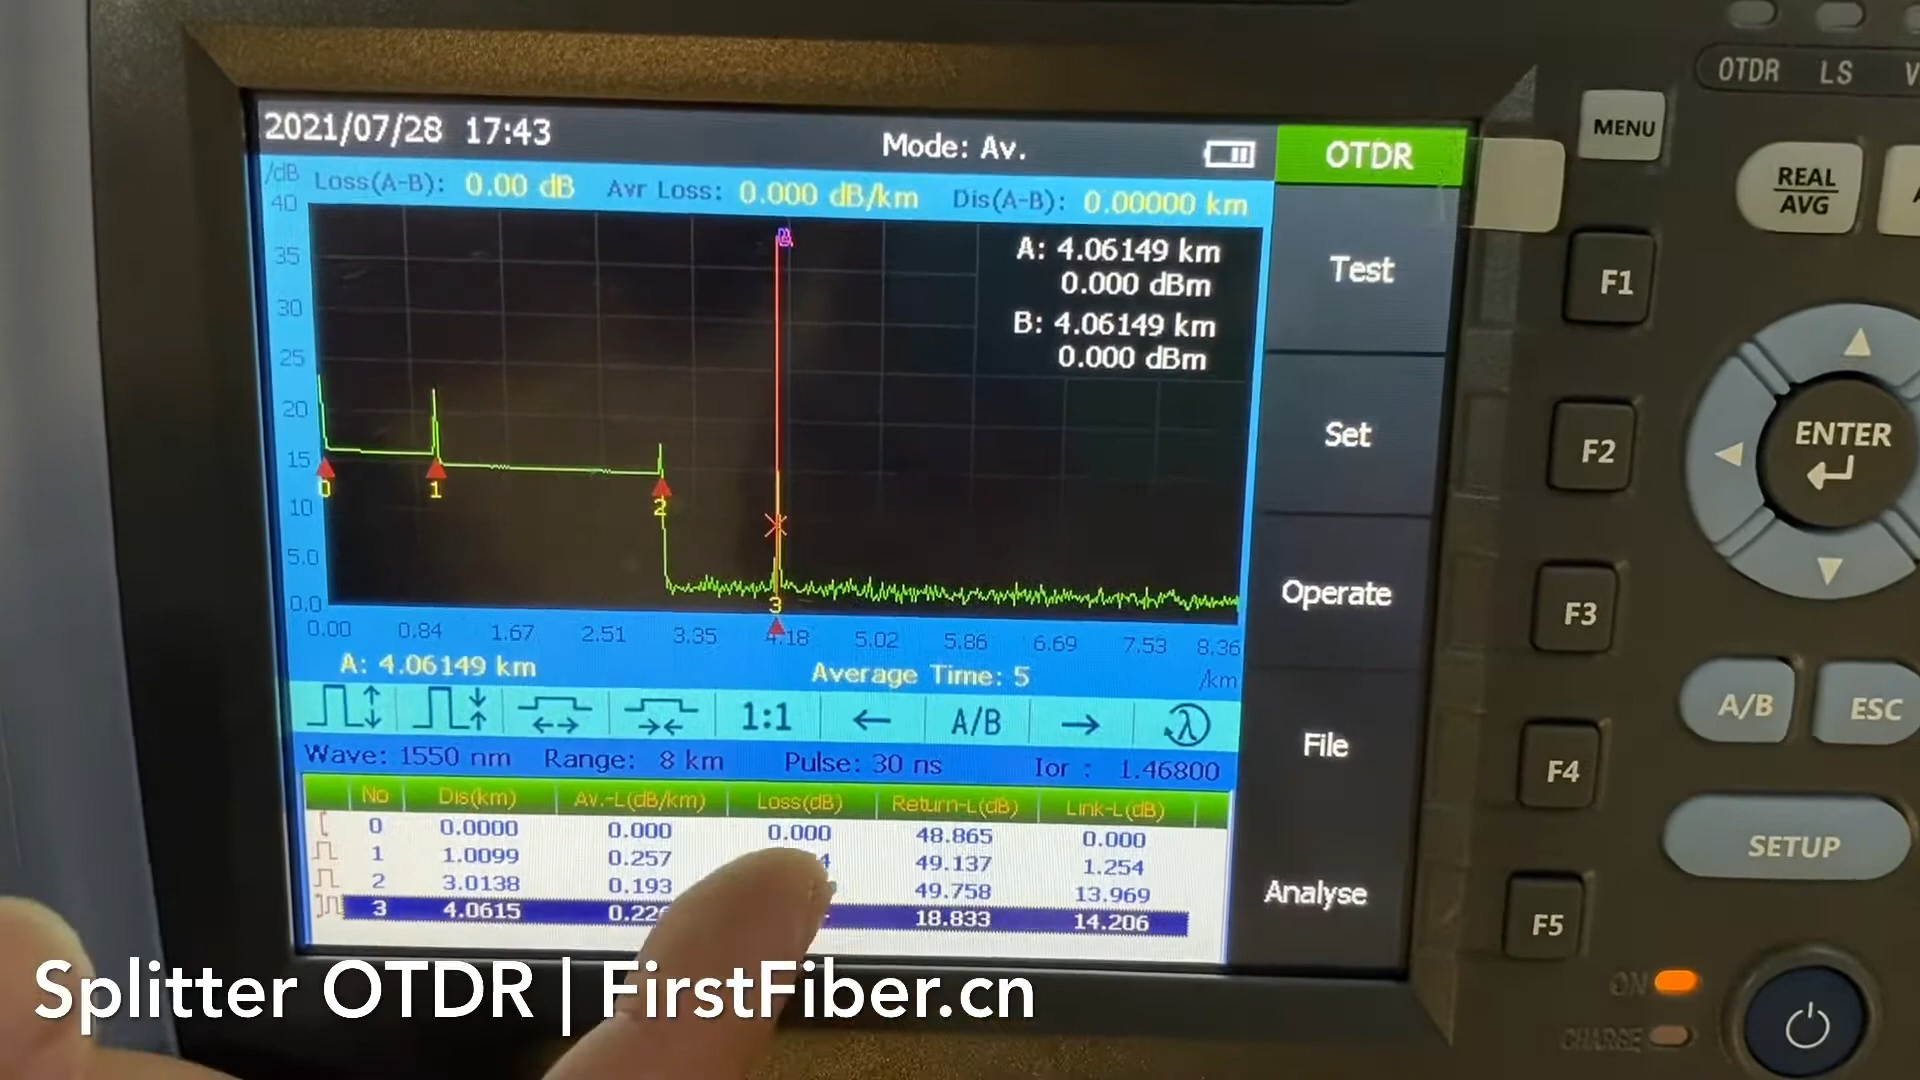 OTDR LS
2021/07/28 17:43
Mode: Av.
OTDR
MENU
/dB Loss(A-B): 0.00 dB Avr Loss: 0.000 dB/km Dis(A-B): 0.00000 km
REAL
AVG
40
35
30
25
20
15
10
5.0
0.0
A: 4.06149 km
0.000 dBm
B: 4.06149 km
0.000 dBm
0
1
2
3
0.00 0.84 1.67 2.51 3.35 4.18 5.02 5.86 6.69 7.53 8.36
A: 4.06149 km Average Time: 5 /km
1:1 ← A/B → λ
Wave: 1550 nm Range: 8 km Pulse: 30 ns Ior : 1.46800
No Dis(km) Av.-L(dB/km) Loss(dB) Return-L(dB) Link-L(dB)
0 0.0000 0.000 0.000 48.865 0.000
1 1.0099 0.257 49.137 1.254
2 3.0138 0.193 49.758 13.969
3 4.0615 18.833 14.206
Test
Set
Operate
File
Analyse
F1
F2
F3
F4
F5
ENTER
A/B
ESC
SETUP
ON
CHARGE
Splitter OTDR | FirstFiber.cn